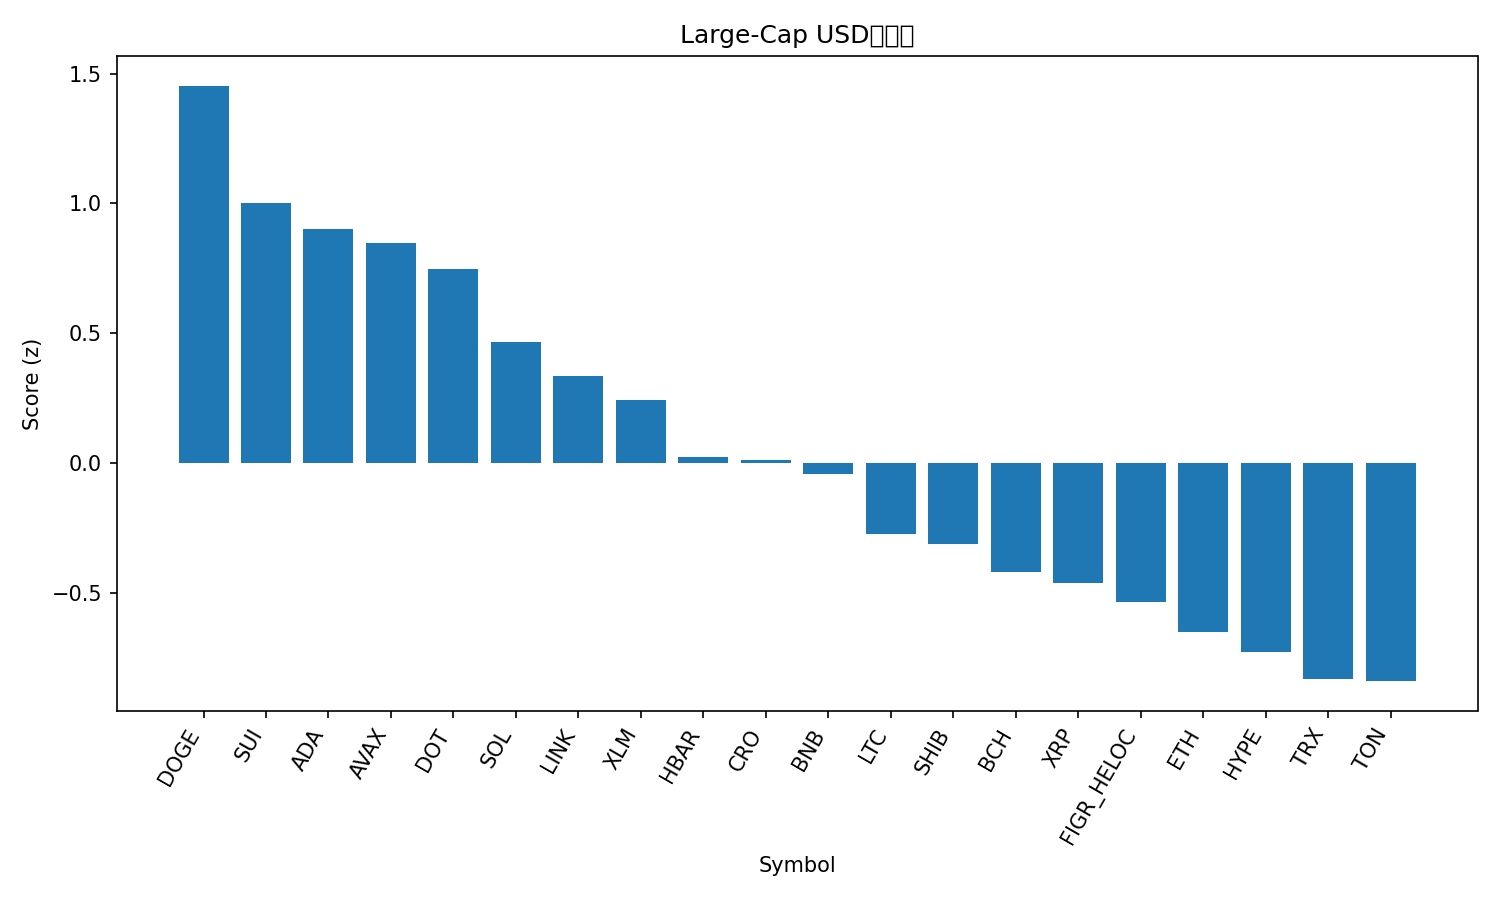 Large-Cap USD
1.5
1.0
0.5
0.0
−0.5
Score (z)
DOGE
SUI
ADA
AVAX
DOT
SOL
LINK
XLM
HBAR
CRO
BNB
LTC
SHIB
BCH
XRP
FIGR_HELOC
ETH
HYPE
TRX
TON
Symbol